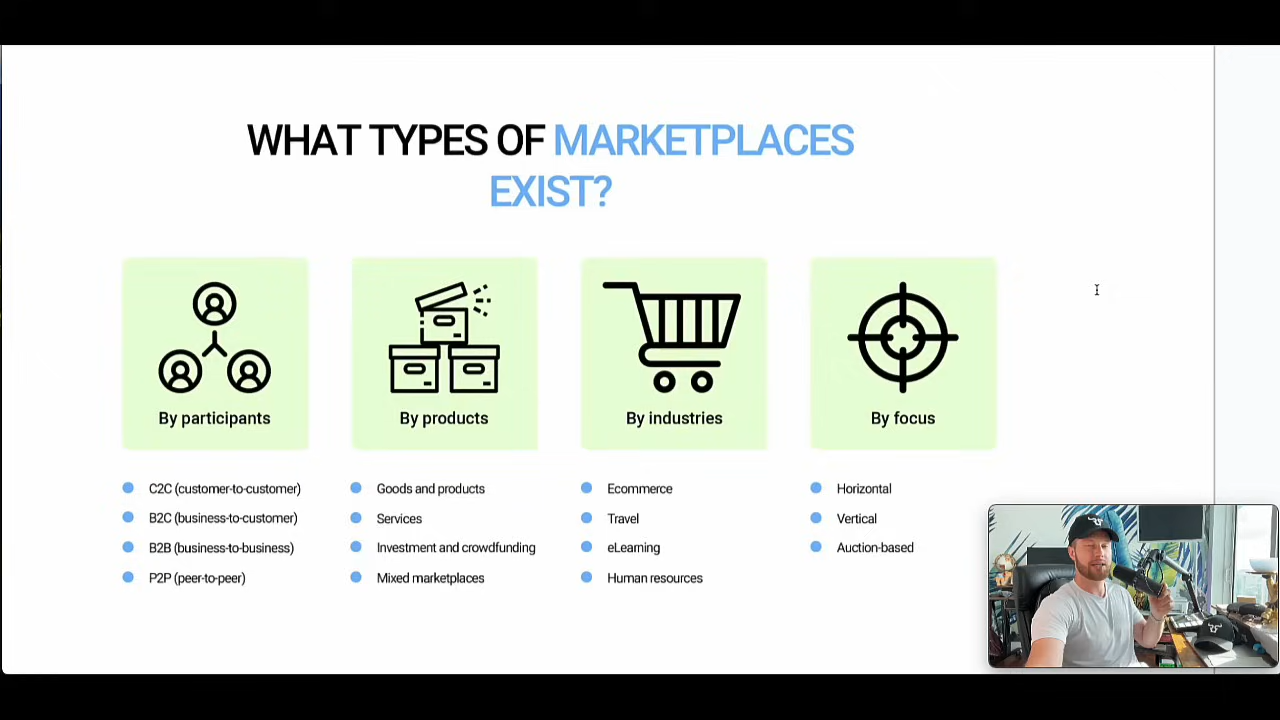 WHAT TYPES OF MARKETPLACES
EXIST?
By participants
C2C (customer-to-customer)
B2C (business-to-customer)
B2B (business-to-business)
P2P (peer-to-peer)
By products
Goods and products
Services
Investment and crowdfunding
Mixed marketplaces
By industries
Ecommerce
Travel
eLearning
Human resources
By focus
Horizontal
Vertical
Auction-based